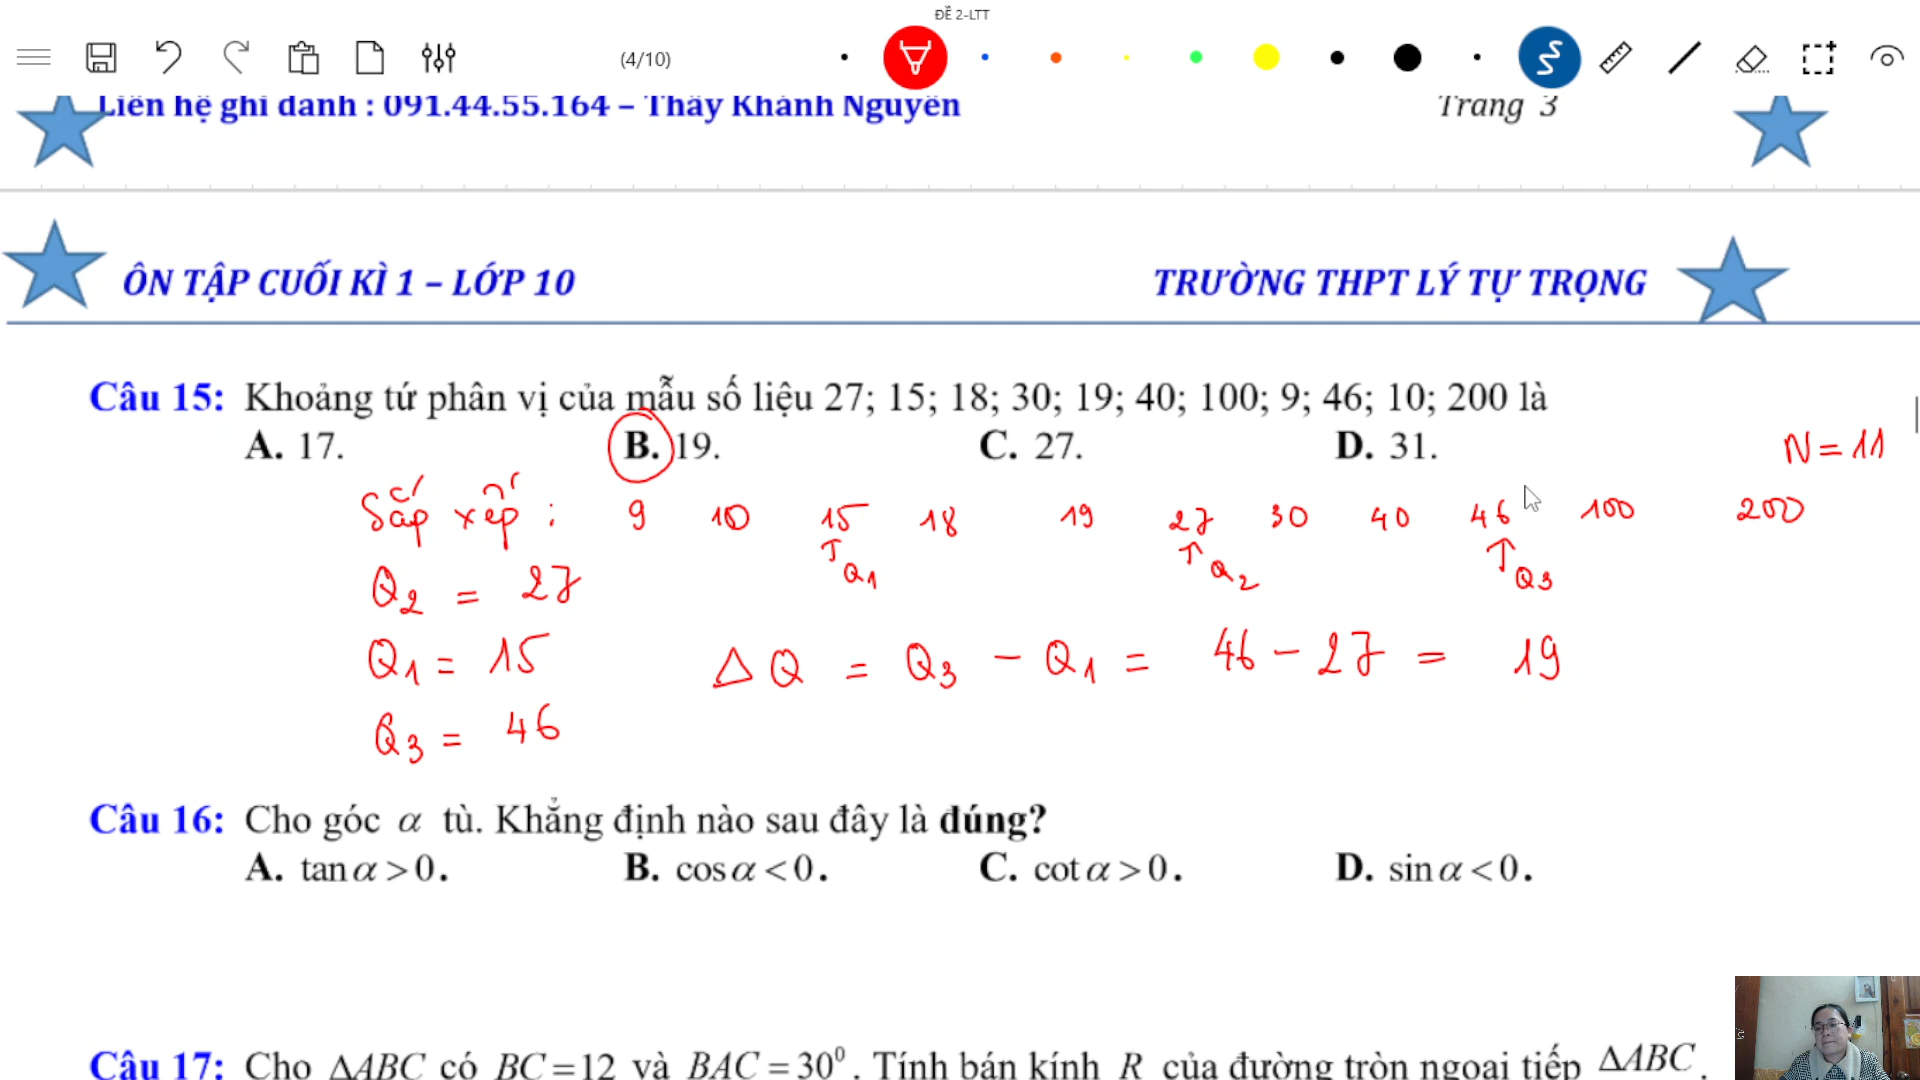 ĐỀ 2-LTT
(4/10)
Liên hệ ghi danh : 091.44.55.164 – Thầy Khánh Nguyên
Trang 3
ÔN TẬP CUỐI KÌ 1 – LỚP 10
TRƯỜNG THPT LÝ TỰ TRỌNG
Câu 15: Khoảng tứ phân vị của mẫu số liệu 27; 15; 18; 30; 19; 40; 100; 9; 46; 10; 200 là
A. 17. B. 19. C. 27. D. 31.
N = 11
Sắp xếp : 9 10 15 18 19 27 30 40 46 100 200
↑Q1 ↑Q2 ↑Q3
Q2 = 27
Q1 = 15
ΔQ = Q3 − Q1 = 46 − 27 = 19
Q3 = 46
Câu 16: Cho góc α tù. Khẳng định nào sau đây là đúng?
A. tan α > 0. B. cos α < 0. C. cot α > 0. D. sin α < 0.
Câu 17: Cho ΔABC có BC = 12 và BAC = 30⁰. Tính bán kính R của đường tròn ngoại tiếp ΔABC.